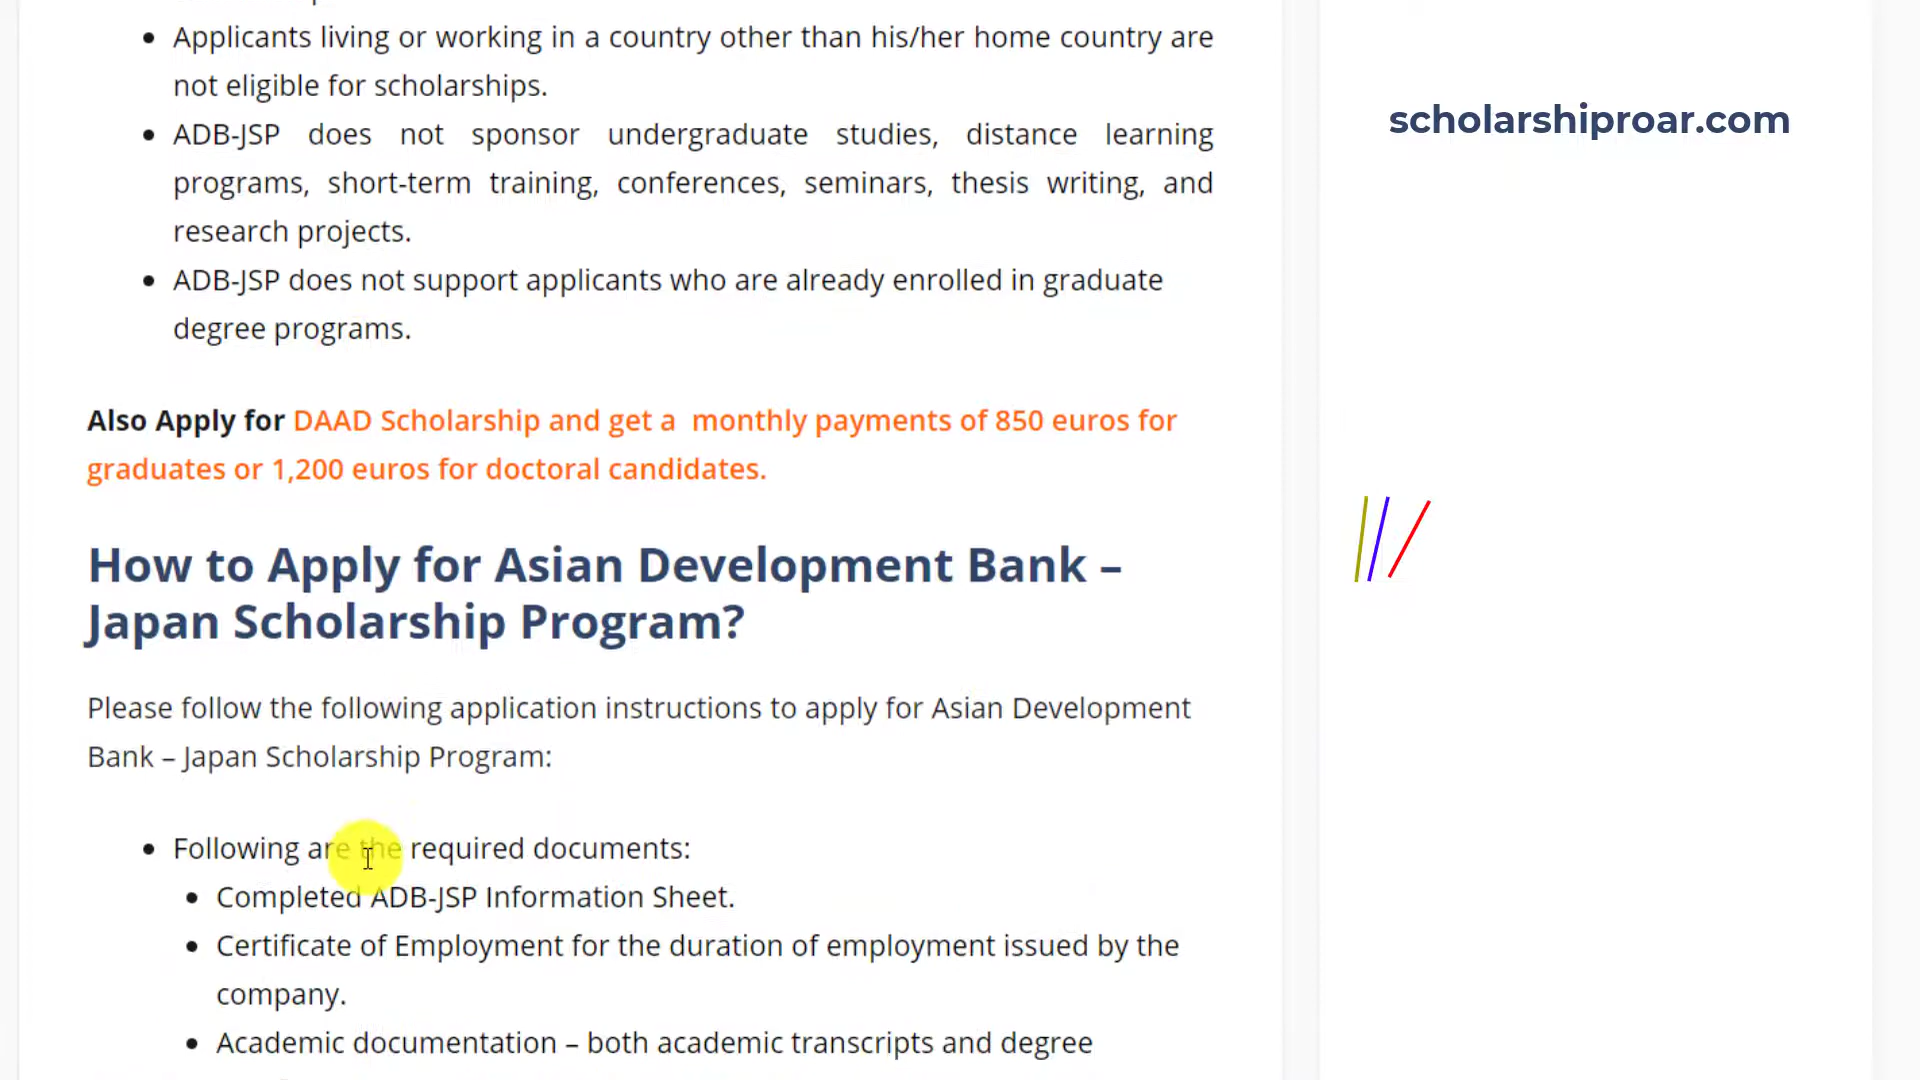 Applicants living or working in a country other than his/her home country are
not eligible for scholarships.
ADB-JSP does not sponsor undergraduate studies, distance learning
programs, short-term training, conferences, seminars, thesis writing, and
research projects.
ADB-JSP does not support applicants who are already enrolled in graduate
degree programs.
Also Apply for DAAD Scholarship and get a monthly payments of 850 euros for
graduates or 1,200 euros for doctoral candidates.
How to Apply for Asian Development Bank –
Japan Scholarship Program?
Please follow the following application instructions to apply for Asian Development
Bank – Japan Scholarship Program:
Following are the required documents:
Completed ADB-JSP Information Sheet.
Certificate of Employment for the duration of employment issued by the
company.
Academic documentation – both academic transcripts and degree
scholarshiproar.com